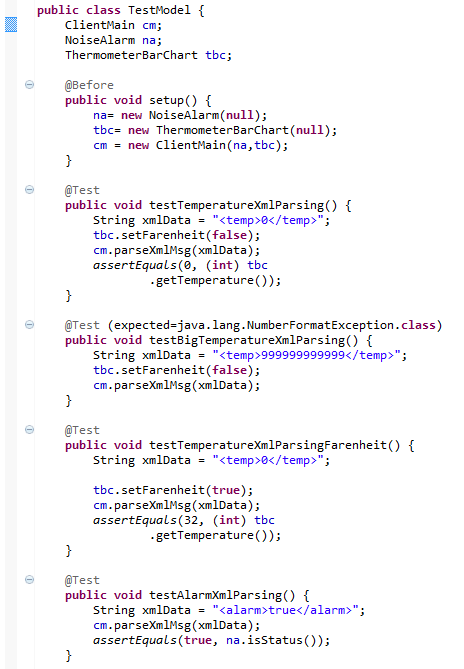 public class TestModel {
ClientMain cm;
NoiseAlarm na;
ThermometerBarChart tbc;
@Before
public void setup() {
na= new NoiseAlarm(null);
tbc= new ThermometerBarChart(null);
cm = new ClientMain(na,tbc);
}
@Test
public void testTemperatureXmlParsing() {
String xmlData = "<temp>0</temp>";
tbc.setFarenheit(false);
cm.parseXmlMsg(xmlData);
assertEquals(0, (int) tbc
.getTemperature());
}
@Test (expected=java.lang.NumberFormatException.class)
public void testBigTemperatureXmlParsing() {
String xmlData = "<temp>999999999999</temp>";
tbc.setFarenheit(false);
cm.parseXmlMsg(xmlData);
}
@Test
public void testTemperatureXmlParsingFarenheit() {
String xmlData = "<temp>0</temp>";
tbc.setFarenheit(true);
cm.parseXmlMsg(xmlData);
assertEquals(32, (int) tbc
.getTemperature());
}
@Test
public void testAlarmXmlParsing() {
String xmlData = "<alarm>true</alarm>";
cm.parseXmlMsg(xmlData);
assertEquals(true, na.isStatus());
}